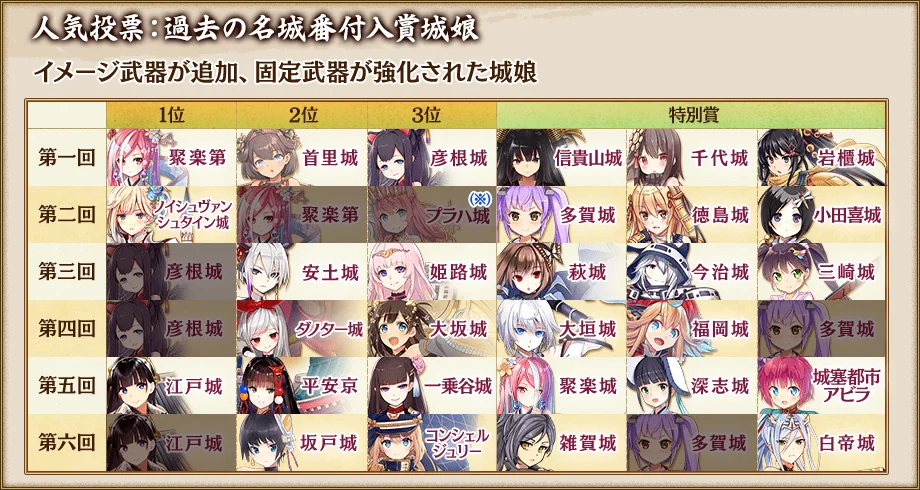 人気投票：過去の名城番付入賞城娘
イメージ武器が追加、固定武器が強化された城娘
1位 2位 3位 特別賞
第一回 聚楽第 首里城 彦根城 信貴山城 千代城 岩櫃城
第二回 ノイシュヴァンシュタイン城 聚楽第 プラハ城(※) 多賀城 徳島城 小田喜城
第三回 彦根城 安土城 姫路城 萩城 今治城 三崎城
第四回 彦根城 ダノター城 大坂城 大垣城 福岡城 多賀城
第五回 江戸城 平安京 一乗谷城 聚楽城 深志城 城塞都市アビラ
第六回 江戸城 坂戸城 コンシェルジュリー 雑賀城 多賀城 白帝城